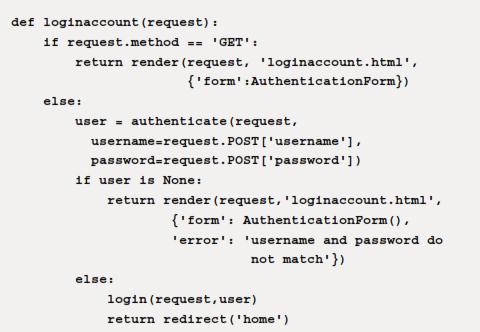 def loginaccount(request):
    if request.method == 'GET':
        return render(request, 'loginaccount.html',
                      {'form':AuthenticationForm})
    else:
        user = authenticate(request,
          username=request.POST['username'],
          password=request.POST['password'])
        if user is None:
            return render(request,'loginaccount.html',
                    {'form': AuthenticationForm(),
                    'error': 'username and password do
                              not match'})
        else:
            login(request,user)
            return redirect('home')